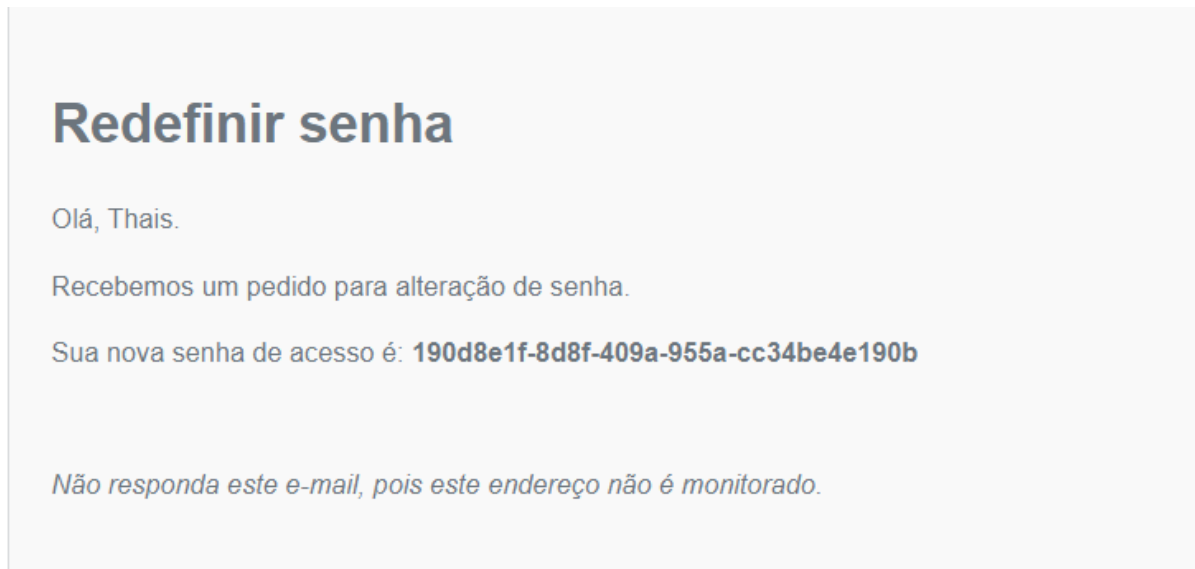 Redefinir senha
Olá, Thais.
Recebemos um pedido para alteração de senha.
Sua nova senha de acesso é: 190d8e1f-8d8f-409a-955a-cc34be4e190b
Não responda este e-mail, pois este endereço não é monitorado.